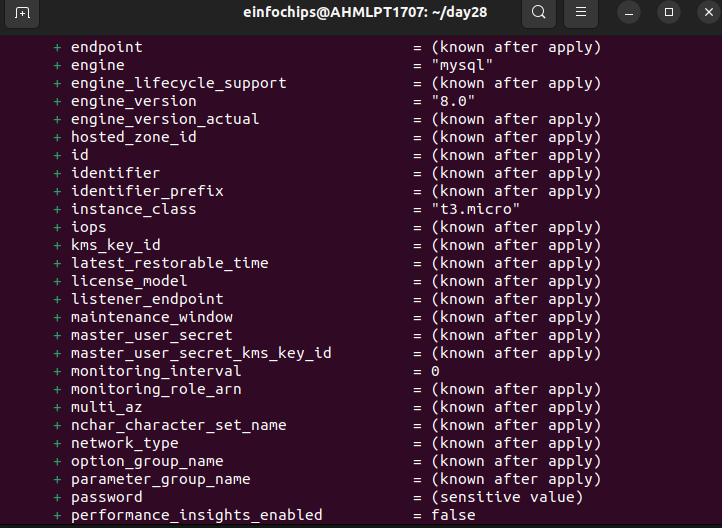 einfochips@AHMLPT1707: ~/day28
+ endpoint = (known after apply)
+ engine = "mysql"
+ engine_lifecycle_support = (known after apply)
+ engine_version = "8.0"
+ engine_version_actual = (known after apply)
+ hosted_zone_id = (known after apply)
+ id = (known after apply)
+ identifier = (known after apply)
+ identifier_prefix = (known after apply)
+ instance_class = "t3.micro"
+ iops = (known after apply)
+ kms_key_id = (known after apply)
+ latest_restorable_time = (known after apply)
+ license_model = (known after apply)
+ listener_endpoint = (known after apply)
+ maintenance_window = (known after apply)
+ master_user_secret = (known after apply)
+ master_user_secret_kms_key_id = (known after apply)
+ monitoring_interval = 0
+ monitoring_role_arn = (known after apply)
+ multi_az = (known after apply)
+ nchar_character_set_name = (known after apply)
+ network_type = (known after apply)
+ option_group_name = (known after apply)
+ parameter_group_name = (known after apply)
+ password = (sensitive value)
+ performance_insights_enabled = false